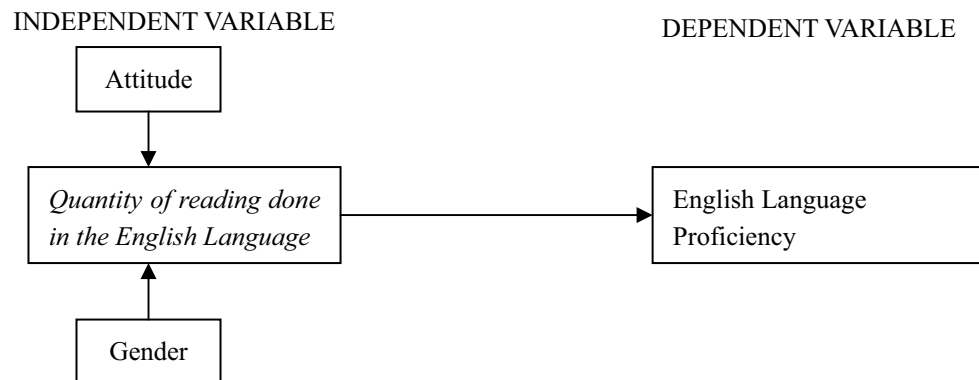 INDEPENDENT VARIABLE
DEPENDENT VARIABLE
Attitude
Quantity of reading done
in the English Language
English Language
Proficiency
Gender